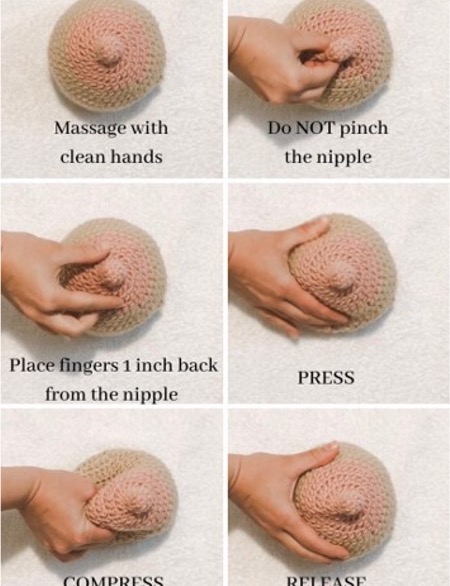 Massage with
clean hands
Do NOT pinch
the nipple
Place fingers 1 inch back
from the nipple
PRESS
COMPRESS
RELEASE